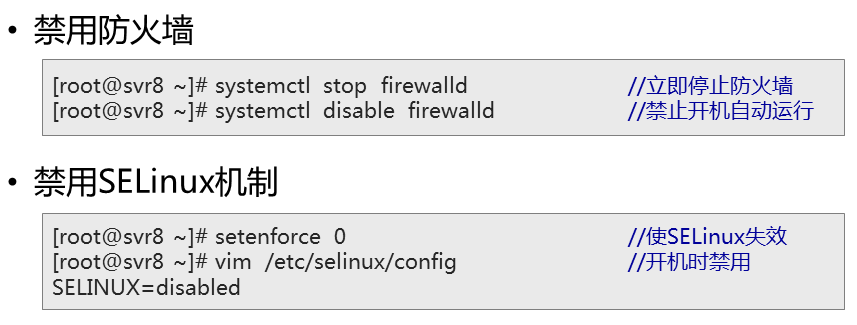 • 禁用防火墙
[root@svr8 ~]# systemctl stop firewalld //立即停止防火墙
[root@svr8 ~]# systemctl disable firewalld //禁止开机自动运行
• 禁用SELinux机制
[root@svr8 ~]# setenforce 0 //使SELinux失效
[root@svr8 ~]# vim /etc/selinux/config //开机时禁用
SELINUX=disabled